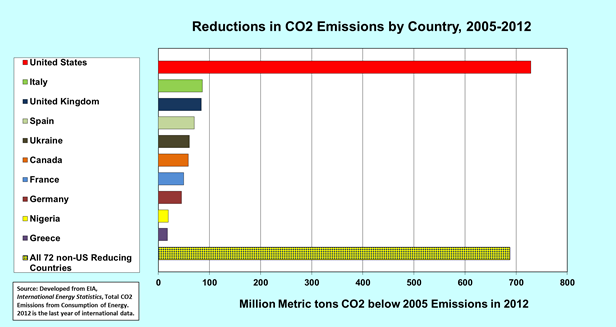 Reductions in CO2 Emissions by Country, 2005-2012
United States
Italy
United Kingdom
Spain
Ukraine
Canada
France
Germany
Nigeria
Greece
All 72 non-US Reducing
Countries
0 100 200 300 400 500 600 700 800
Million Metric tons CO2 below 2005 Emissions in 2012
Source: Developed from EIA,
International Energy Statistics, Total CO2
Emissions from Consumption of Energy.
2012 is the last year of international data.